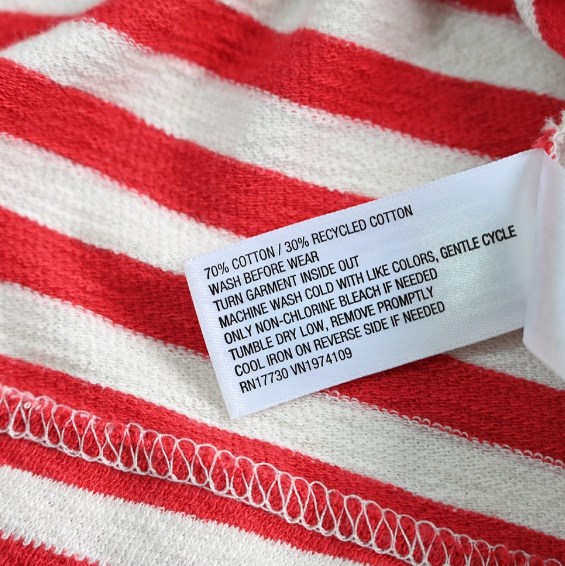 70% COTTON / 30% RECYCLED COTTON
WASH BEFORE WEAR
TURN GARMENT INSIDE OUT
MACHINE WASH COLD WITH LIKE COLORS, GENTLE CYCLE
ONLY NON-CHLORINE BLEACH IF NEEDED
TUMBLE DRY LOW, REMOVE PROMPTLY
COOL IRON ON REVERSE SIDE IF NEEDED
RN17730 VN1974109